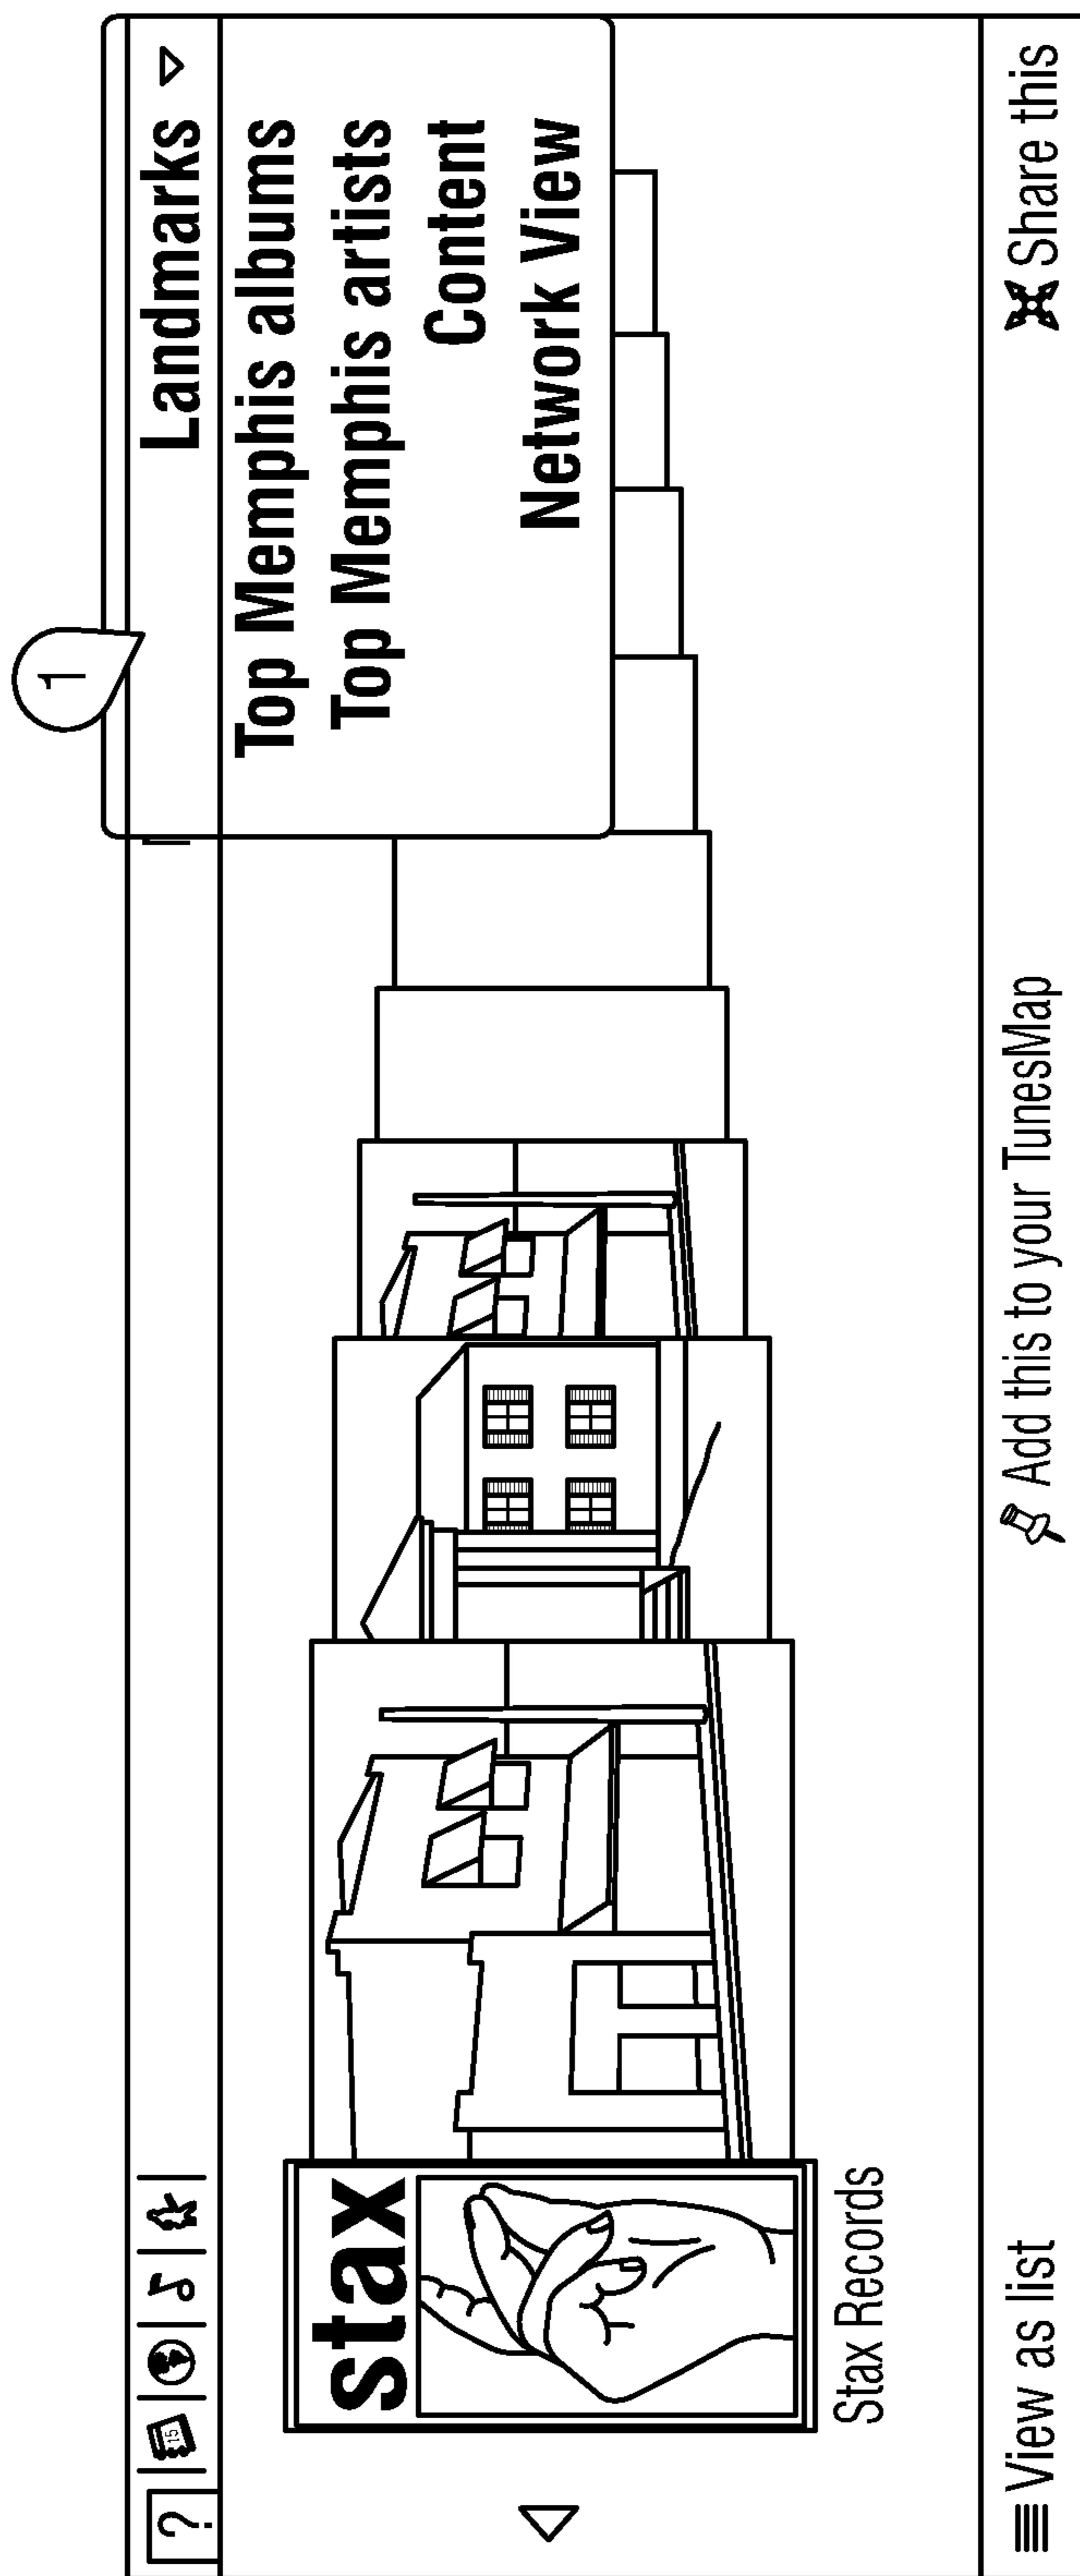 ?
15
1
Landmarks
Top Memphis albums
Top Memphis artists
Content
Network View
stax
Stax Records
View as list
Add this to your TunesMap
Share this